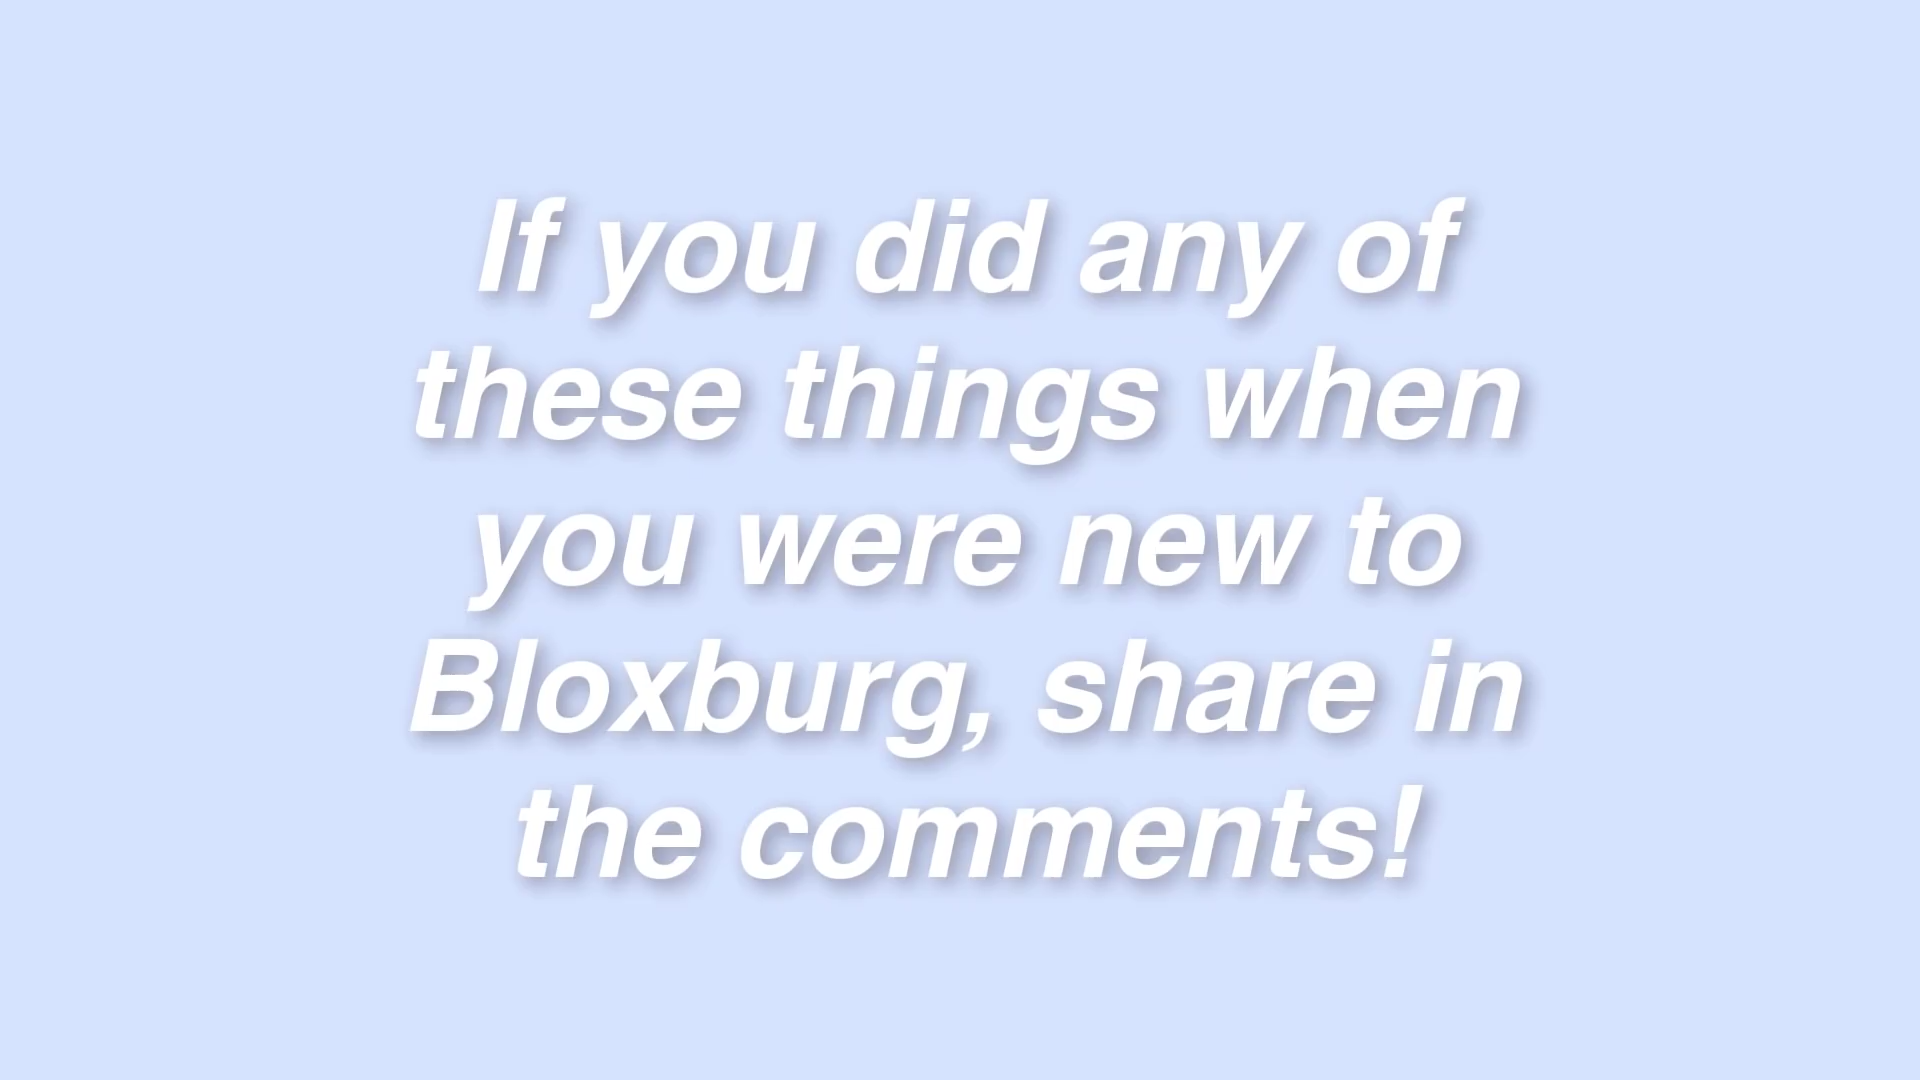 If you did any of
these things when
you were new to
Bloxburg, share in
the comments!